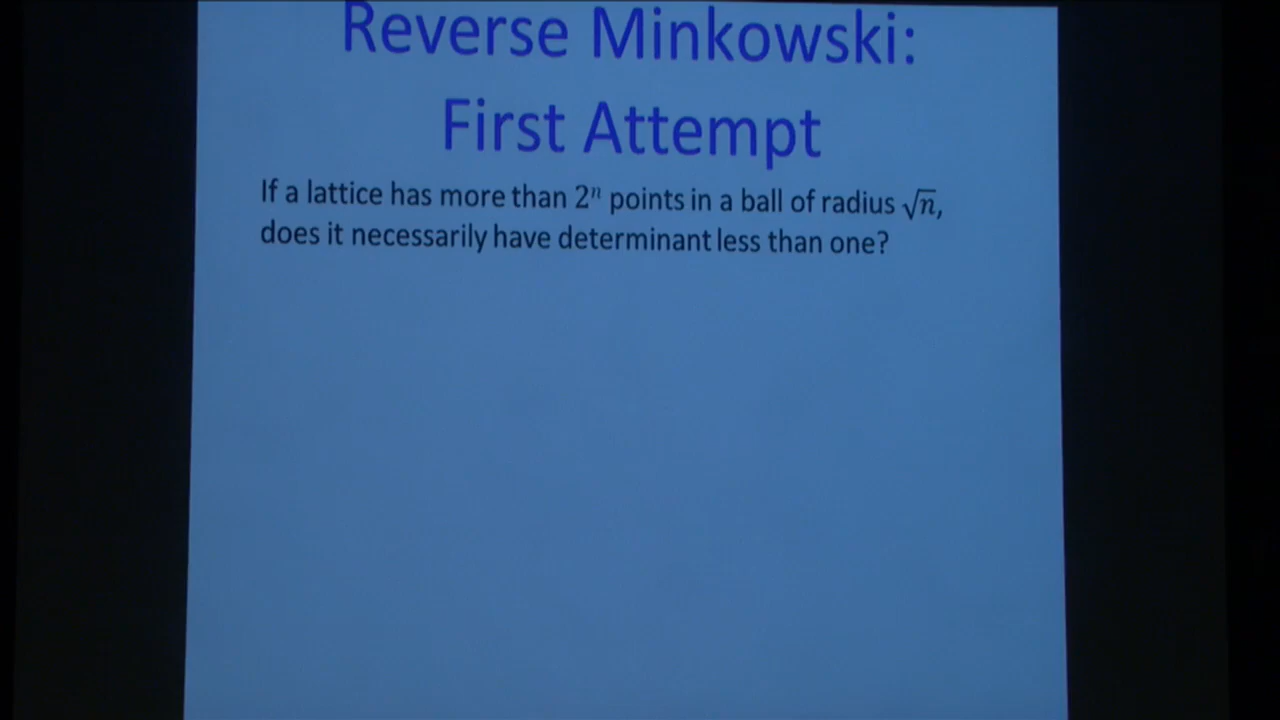 Reverse Minkowski:
First Attempt
If a lattice has more than 2ⁿ points in a ball of radius √n,
does it necessarily have determinant less than one?